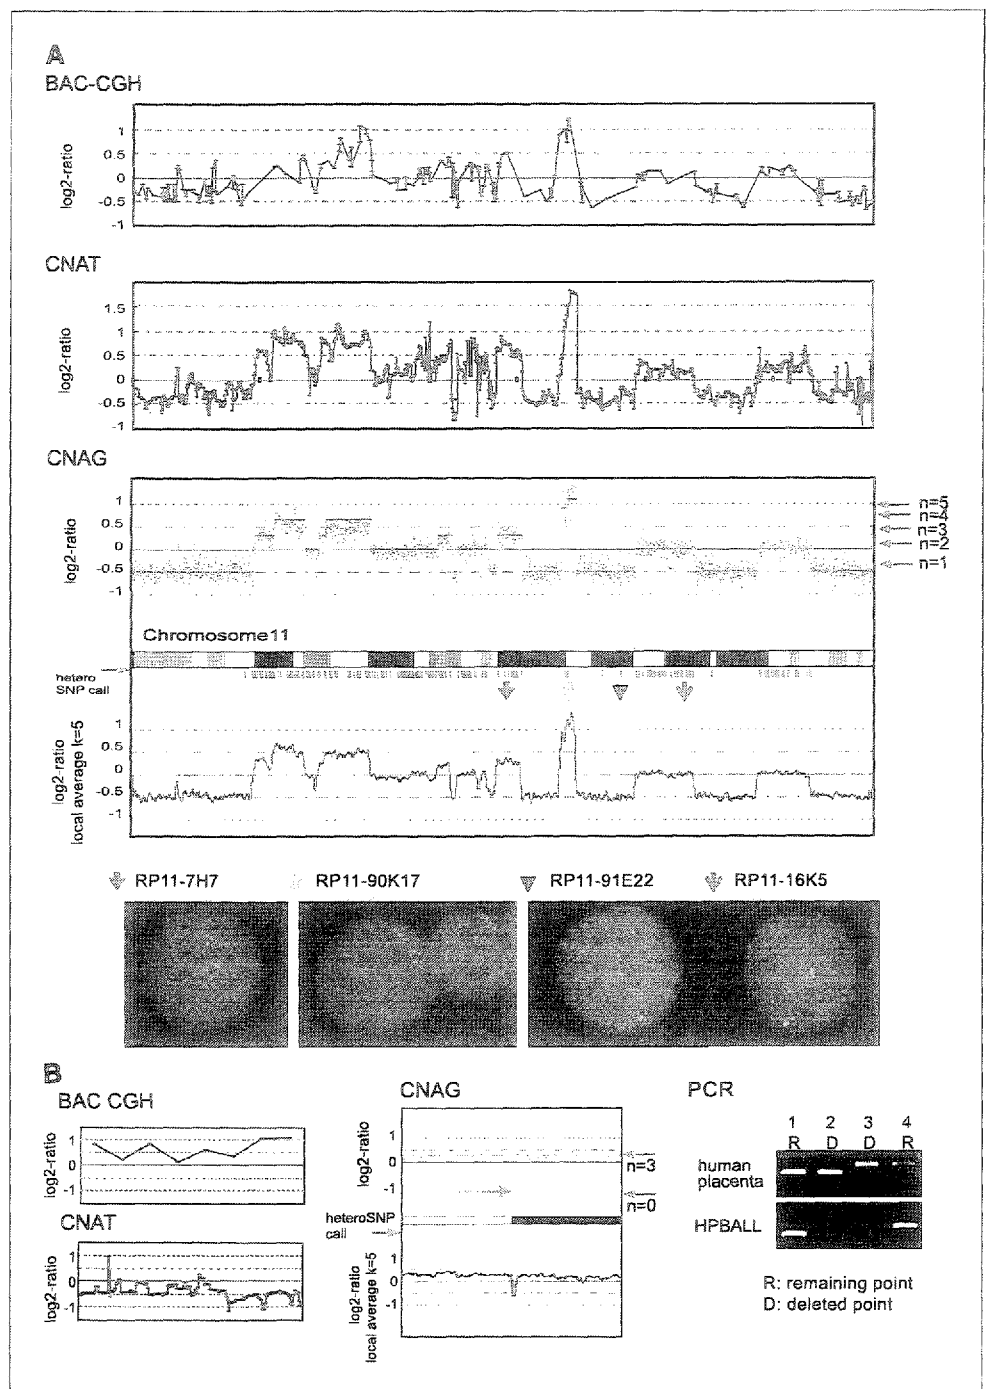 A
BAC-CGH
log2-ratio
1
0.5
0
-0.5
-1
CNAT
log2-ratio
1.5
1
0.5
0
-0.5
-1
CNAG
log2-ratio
1
0.5
0
-0.5
-1
n=5
n=4
n=3
n=2
n=1
Chromosome11
hetero
SNP call
log2-ratio
local average k=5
1
0.5
0
-0.5
-1
RP11-7H7
RP11-90K17
RP11-91E22
RP11-16K5
B
BAC CGH
log2-ratio
1
0
-1
CNAT
log2-ratio
1
0
-1
CNAG
log2-ratio
1
0
-1
n=3
n=0
heteroSNP
call
log2-ratio
local average k=5
1
0
-1
PCR
1 2 3 4
R D D R
human
placenta
HPBALL
R: remaining point
D: deleted point